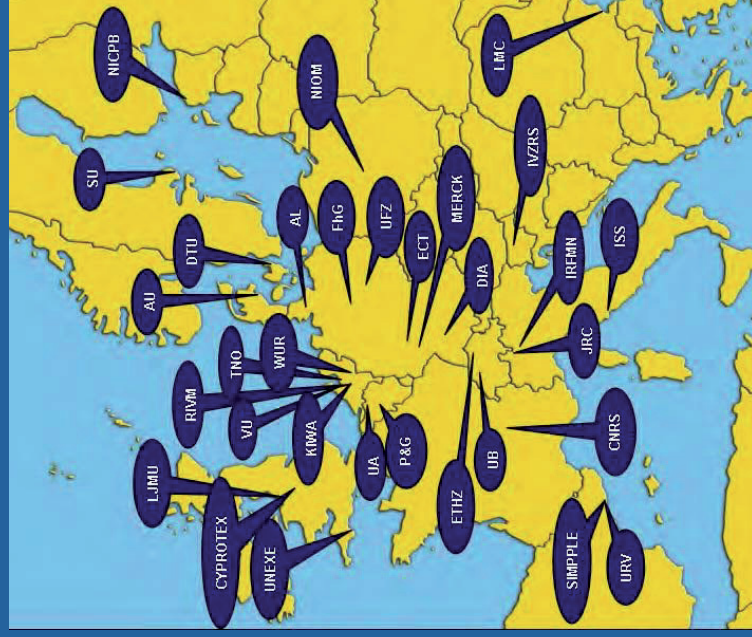 NICPB
SU
LJMU
AU
DTU
RIVM
CYPROTEX
TNO
VU
UNEXE
WUR
AL
KIWA
NIOM
FhG
UA
UFZ
P&G
ECT
ETHZ
MERCK
DIA
UB
LMC
IVZRS
SIMPPLE
IRFMN
JRC
CNRS
ISS
URV